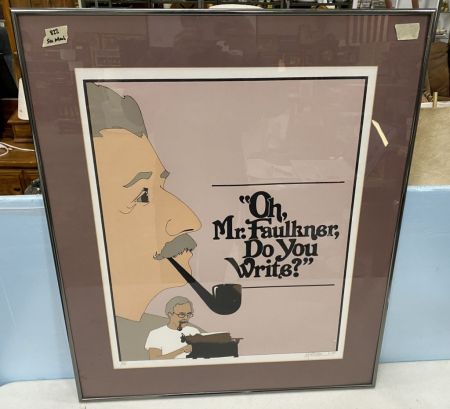 “Oh,
Mr. Faulkner,
Do You
Write?”